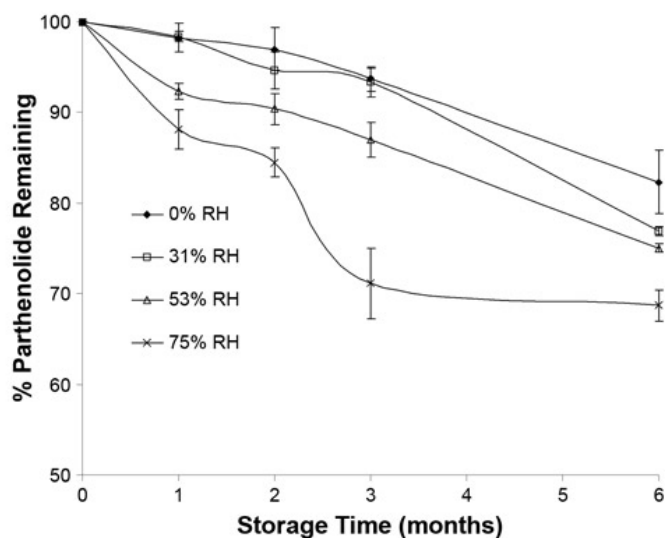 100
90
80
70
60
50
% Parthenolide Remaining
0% RH
31% RH
53% RH
75% RH
0 1 2 3 4 5 6
Storage Time (months)